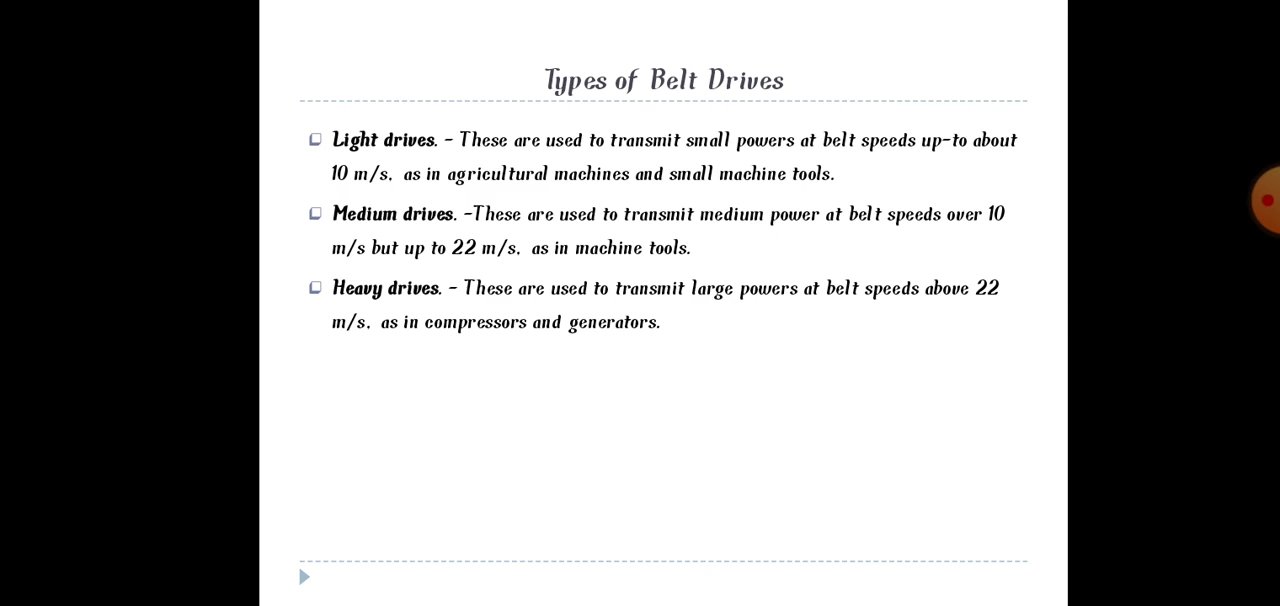 Types of Belt Drives
Light drives. - These are used to transmit small powers at belt speeds up-to about
10 m/s. as in agricultural machines and small machine tools.
Medium drives. -These are used to transmit medium power at belt speeds over 10
m/s but up to 22 m/s. as in machine tools.
Heavy drives. - These are used to transmit large powers at belt speeds above 22
m/s. as in compressors and generators.